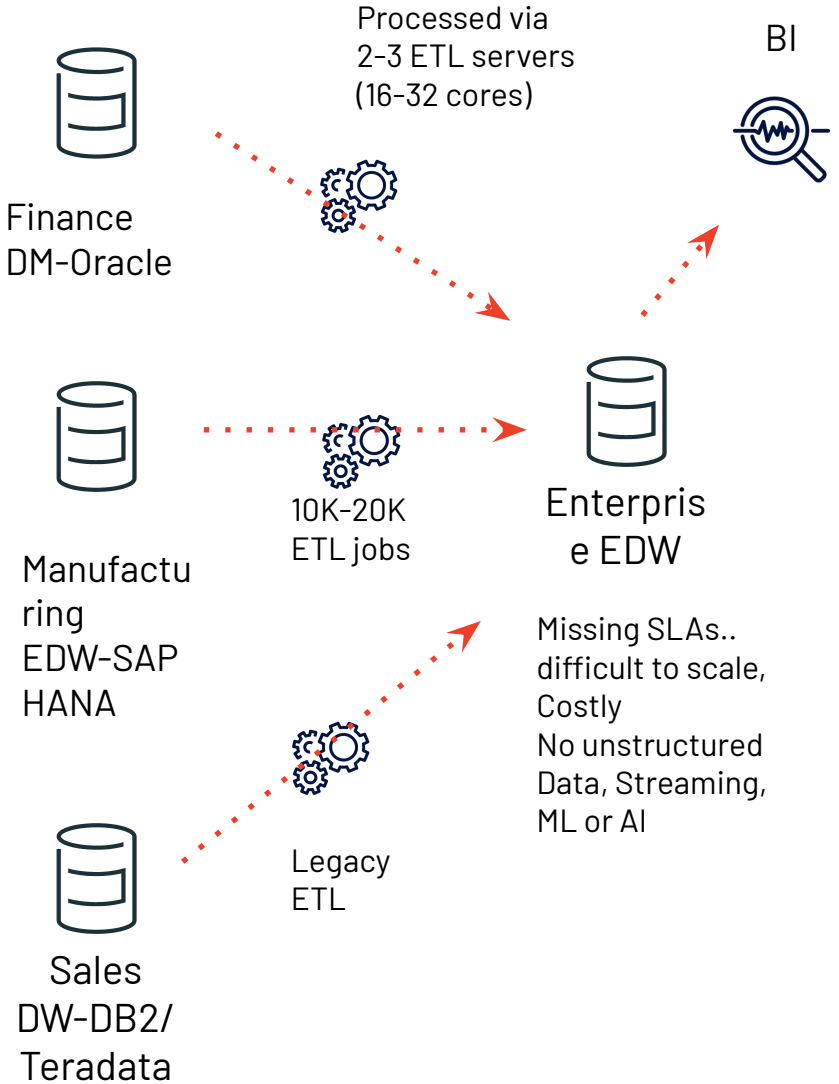 Processed via
2-3 ETL servers
(16-32 cores)
BI
Finance
DM-Oracle
10K-20K
ETL jobs
Enterpris
e EDW
Manufactu
ring
EDW-SAP
HANA
Missing SLAs..
difficult to scale,
Costly
No unstructured
Data, Streaming,
ML or AI
Legacy
ETL
Sales
DW-DB2/
Teradata